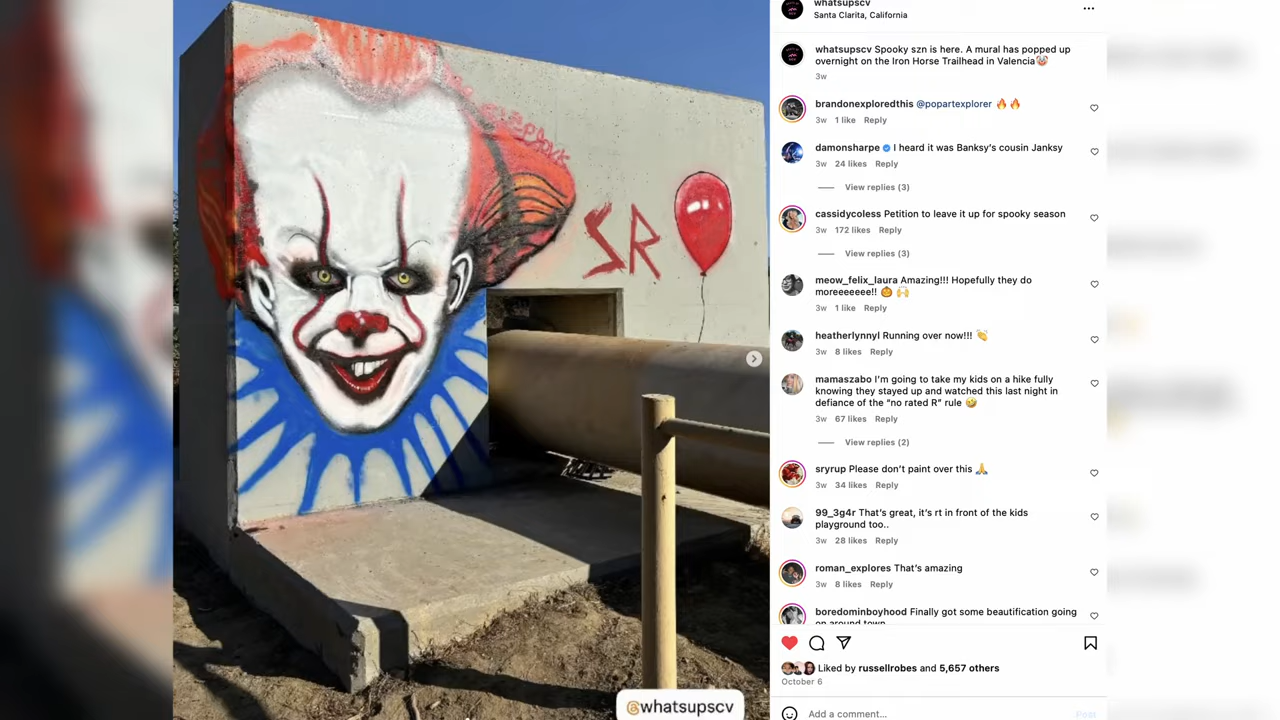 whatsupscv
Santa Clarita, California
whatsupscv Spooky szn is here. A mural has popped up
overnight on the Iron Horse Trailhead in Valencia🤡
3w
brandonexploredthis @popartexplorer 🔥🔥
3w 1 like Reply
damonsharpe I heard it was Banksy's cousin Janksy
3w 24 likes Reply
View replies (3)
cassidycoless Petition to leave it up for spooky season
3w 172 likes Reply
View replies (3)
meow_felix_laura Amazing!!! Hopefully they do
moreeeeeee!! 🎃 🙌
3w 1 like Reply
heatherlynnyl Running over now!!! 👏
3w 8 likes Reply
mamaszabo I'm going to take my kids on a hike fully
knowing they stayed up and watched this last night in
defiance of the "no rated R" rule 🤣
3w 67 likes Reply
View replies (2)
sryrup Please don't paint over this 🙏
3w 34 likes Reply
99_3g4r That's great, it's rt in front of the kids
playground too..
3w 28 likes Reply
roman_explores That's amazing
3w 8 likes Reply
boredominboyhood Finally got some beautification going
on around town
Liked by russellrobes and 5,657 others
October 6
Add a comment...
Post
SR
@whatsupscv